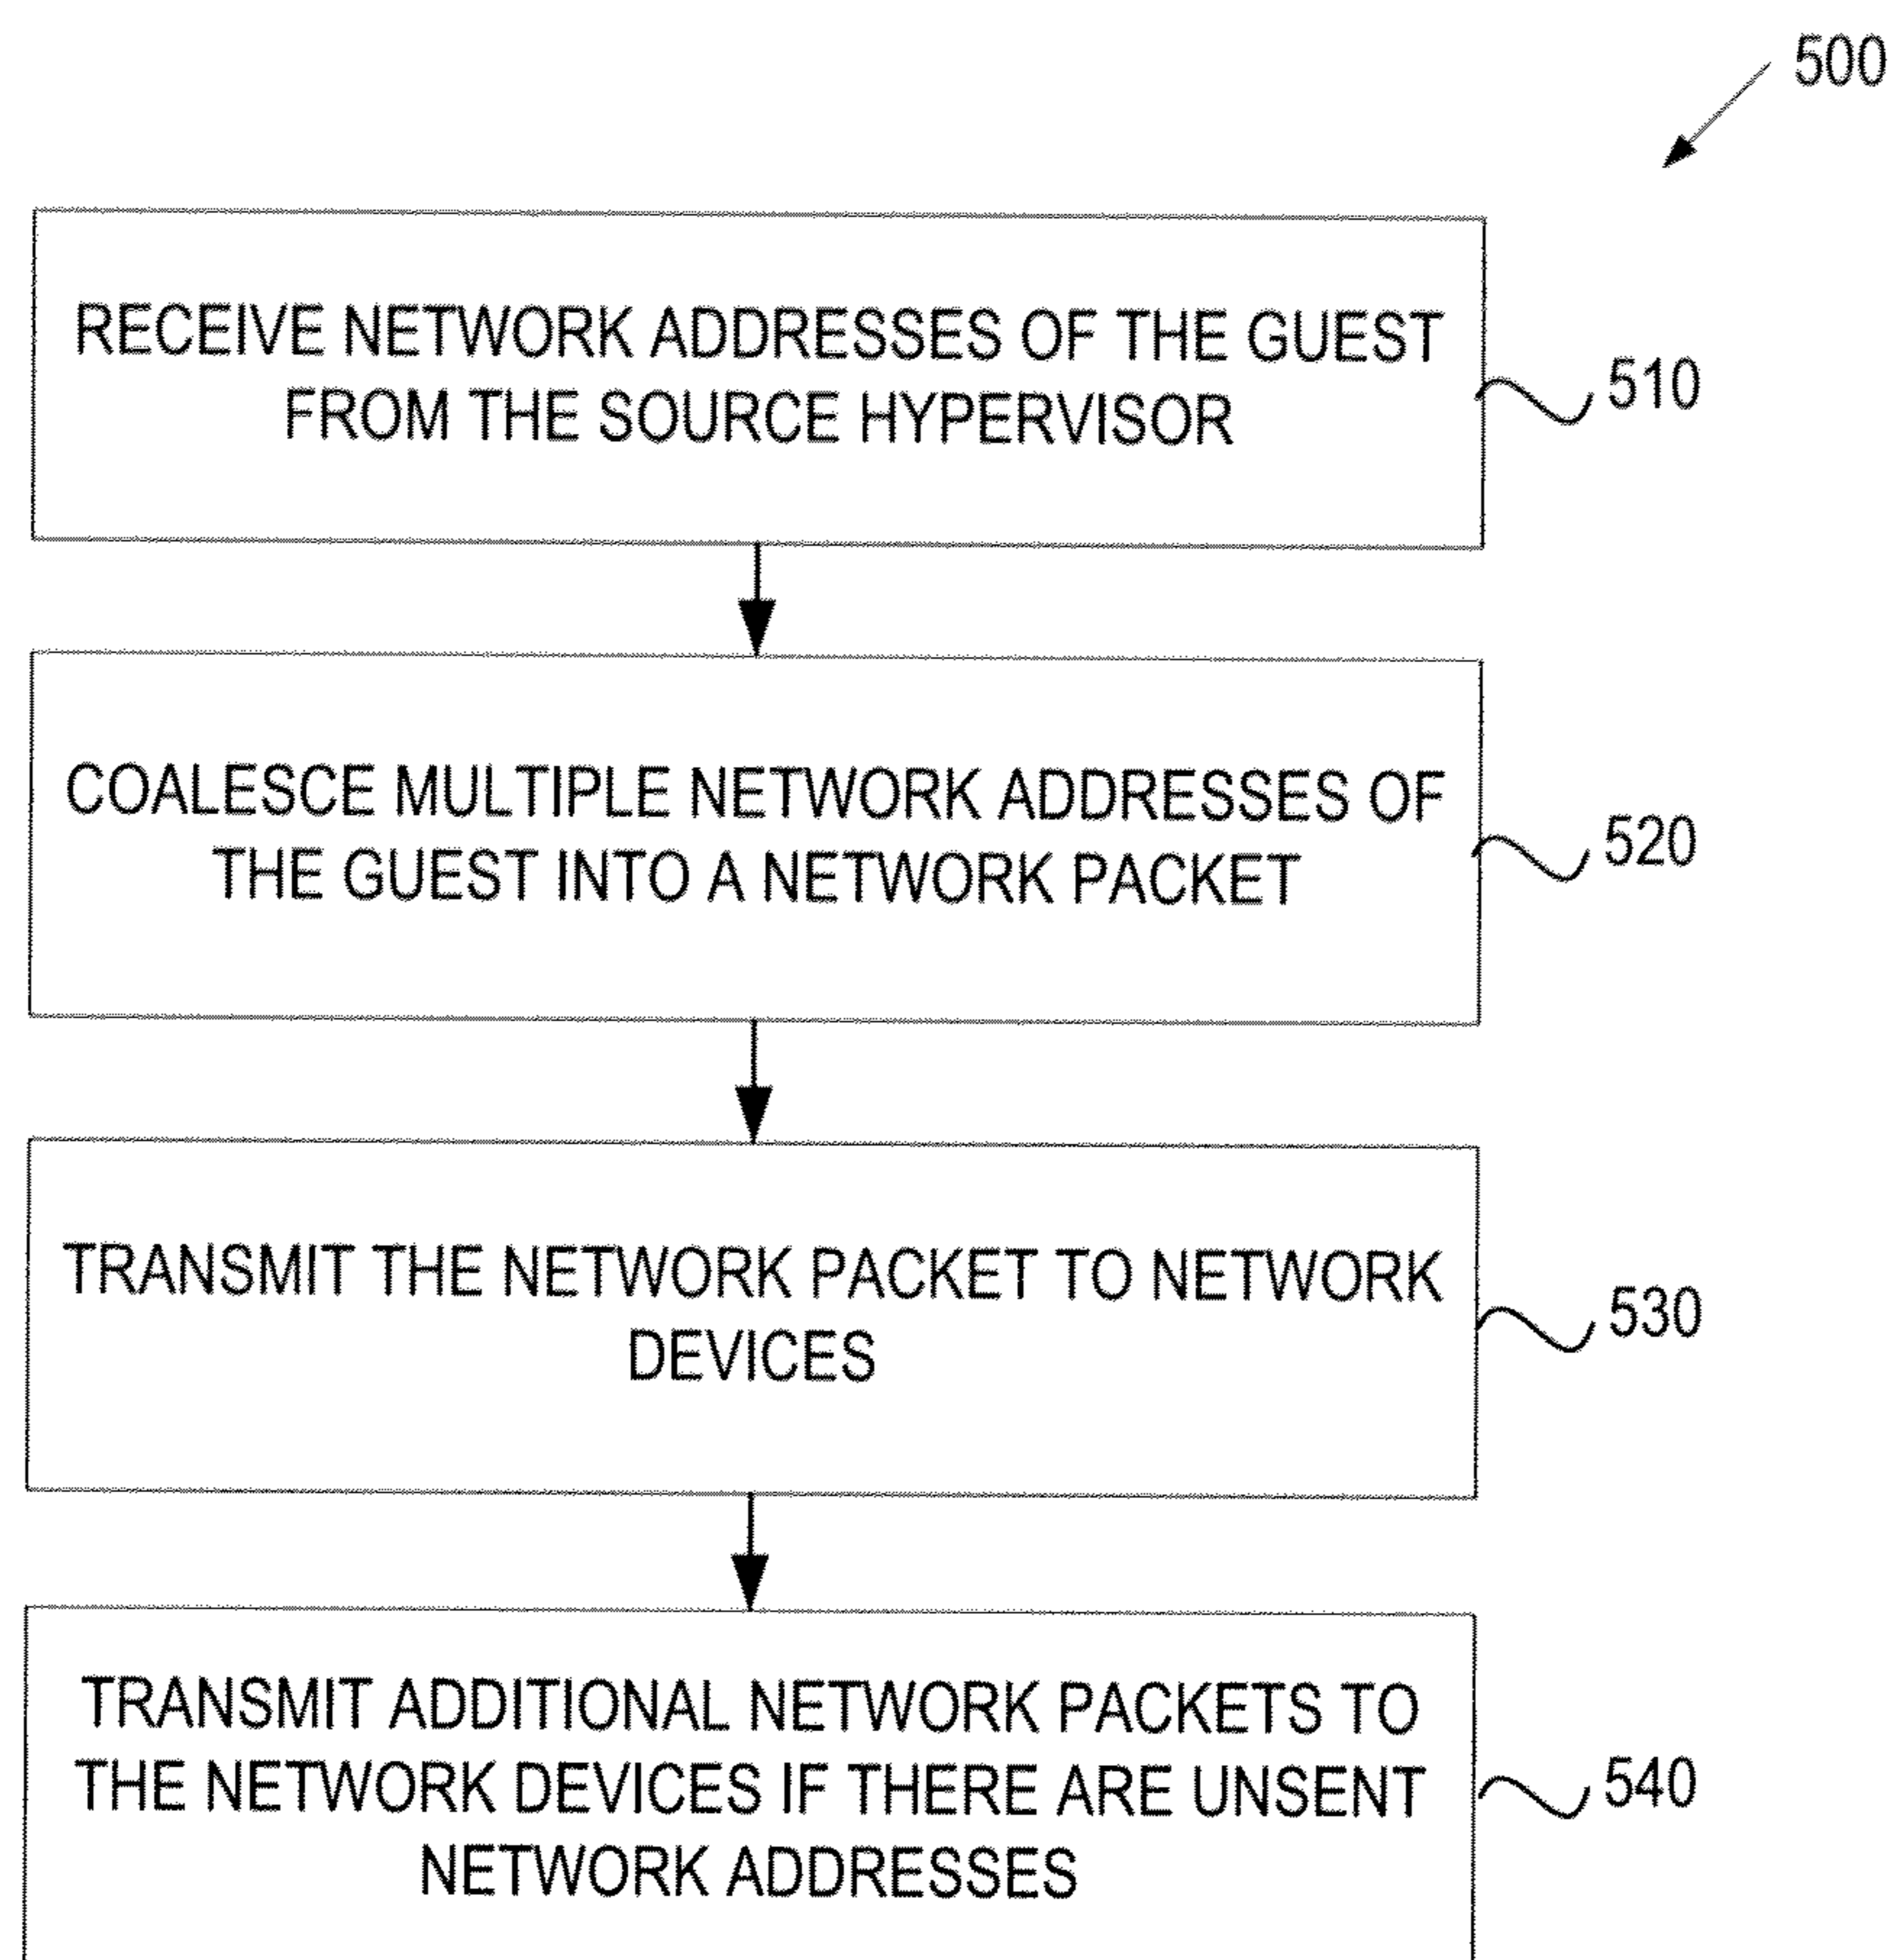 500
RECEIVE NETWORK ADDRESSES OF THE GUEST
FROM THE SOURCE HYPERVISOR
510
COALESCE MULTIPLE NETWORK ADDRESSES OF
THE GUEST INTO A NETWORK PACKET
520
TRANSMIT THE NETWORK PACKET TO NETWORK
DEVICES
530
TRANSMIT ADDITIONAL NETWORK PACKETS TO
THE NETWORK DEVICES IF THERE ARE UNSENT
NETWORK ADDRESSES
540